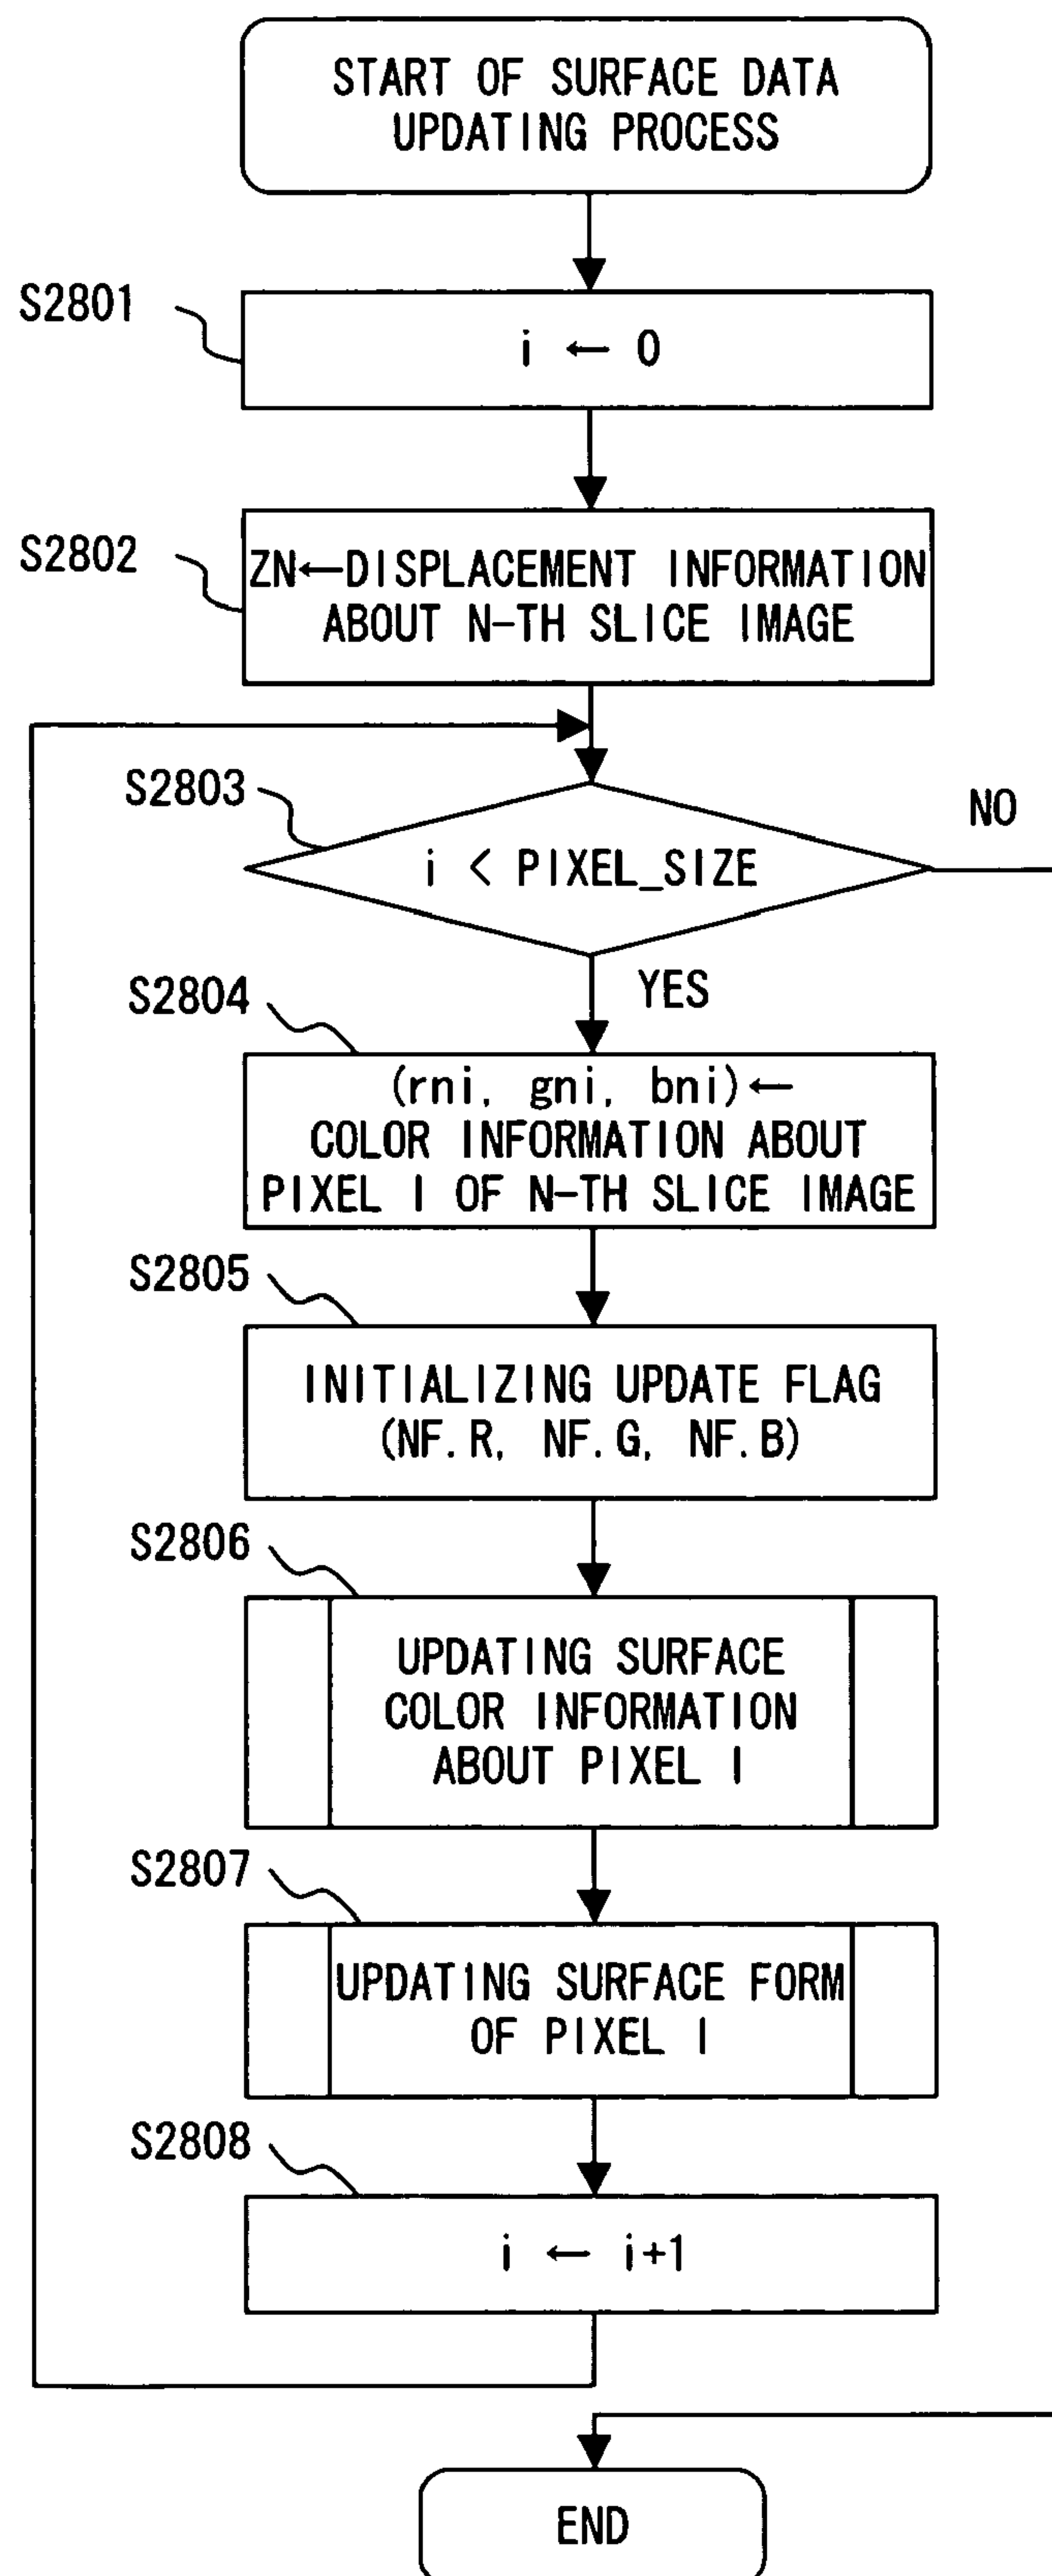 START OF SURFACE DATA
UPDATING PROCESS
S2801
i ← 0
S2802
ZN←DISPLACEMENT INFORMATION
ABOUT N-TH SLICE IMAGE
S2803
i < PIXEL_SIZE
NO
YES
S2804
(rni, gni, bni)←
COLOR INFORMATION ABOUT
PIXEL I OF N-TH SLICE IMAGE
S2805
INITIALIZING UPDATE FLAG
(NF.R, NF.G, NF.B)
S2806
UPDATING SURFACE
COLOR INFORMATION
ABOUT PIXEL I
S2807
UPDATING SURFACE FORM
OF PIXEL I
S2808
i ← i+1
END